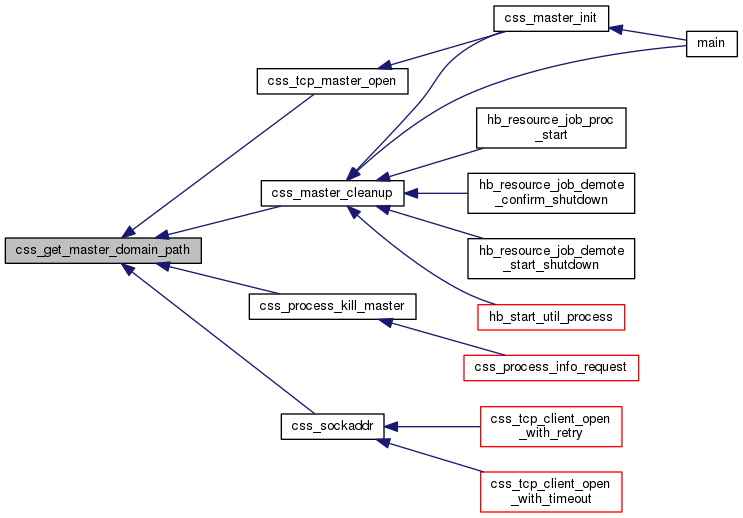 css_master_init
main
css_tcp_master_open
hb_resource_job_proc
_start
css_master_cleanup
hb_resource_job_demote
_confirm_shutdown
css_get_master_domain_path
hb_resource_job_demote
_start_shutdown
css_process_kill_master
hb_start_util_process
css_process_info_request
css_sockaddr
css_tcp_client_open
_with_retry
css_tcp_client_open
_with_timeout